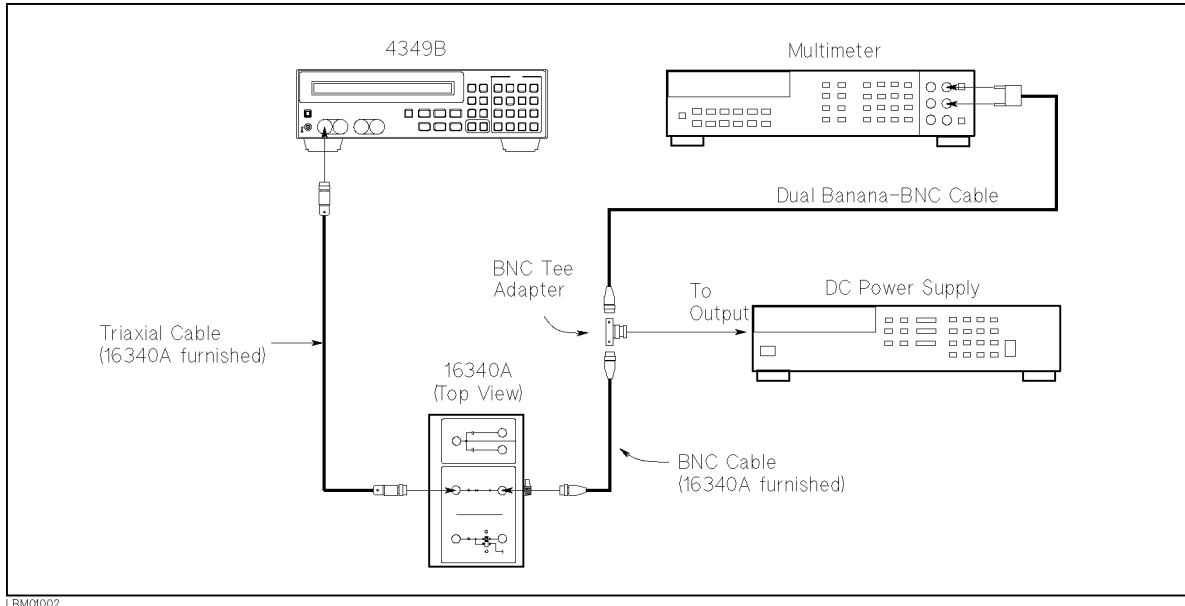 4349B
Multimeter
Dual Banana-BNC Cable
BNC Tee
Adapter
To
Output
DC Power Supply
Triaxial Cable
(16340A furnished)
16340A
(Top View)
BNC Cable
(16340A furnished)
LBM01002